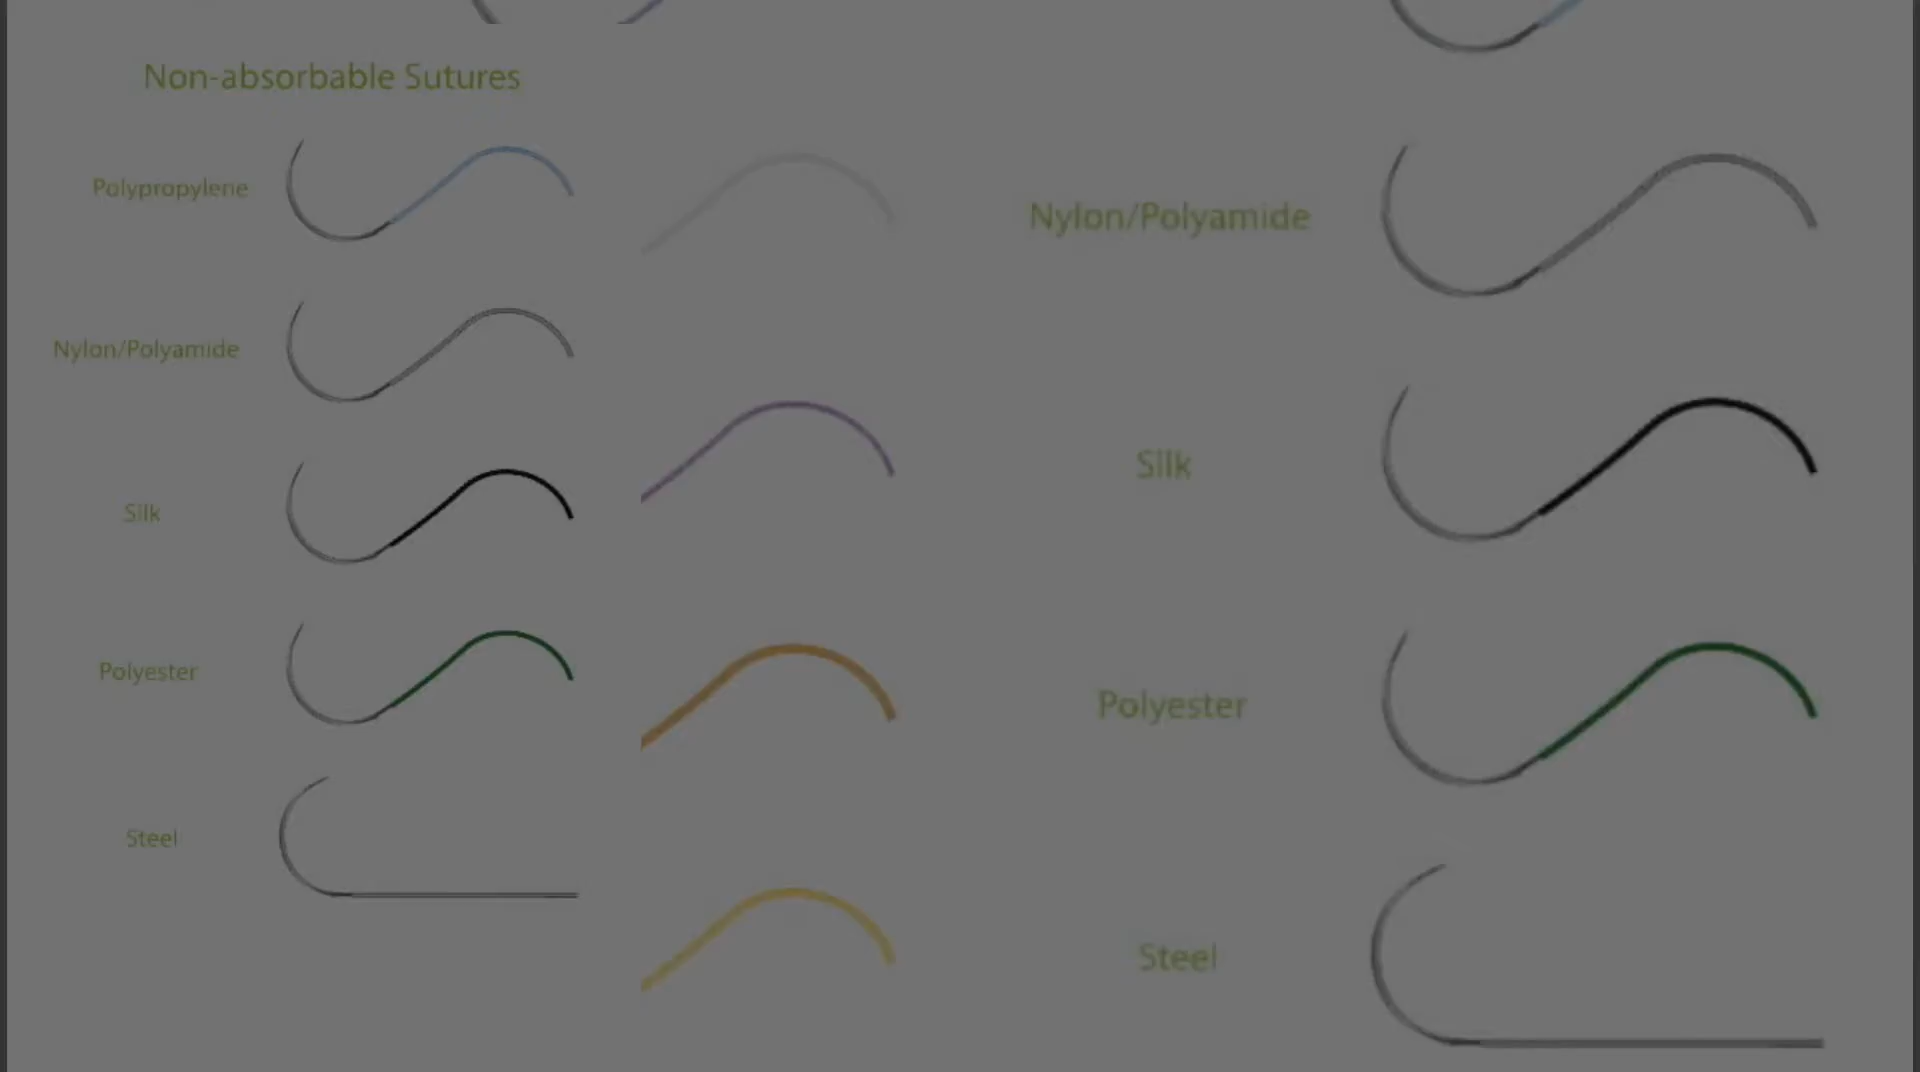 Non-absorbable Sutures
Polypropylene
Nylon/Polyamide
Silk
Polyester
Steel
Nylon/Polyamide
Silk
Polyester
Steel